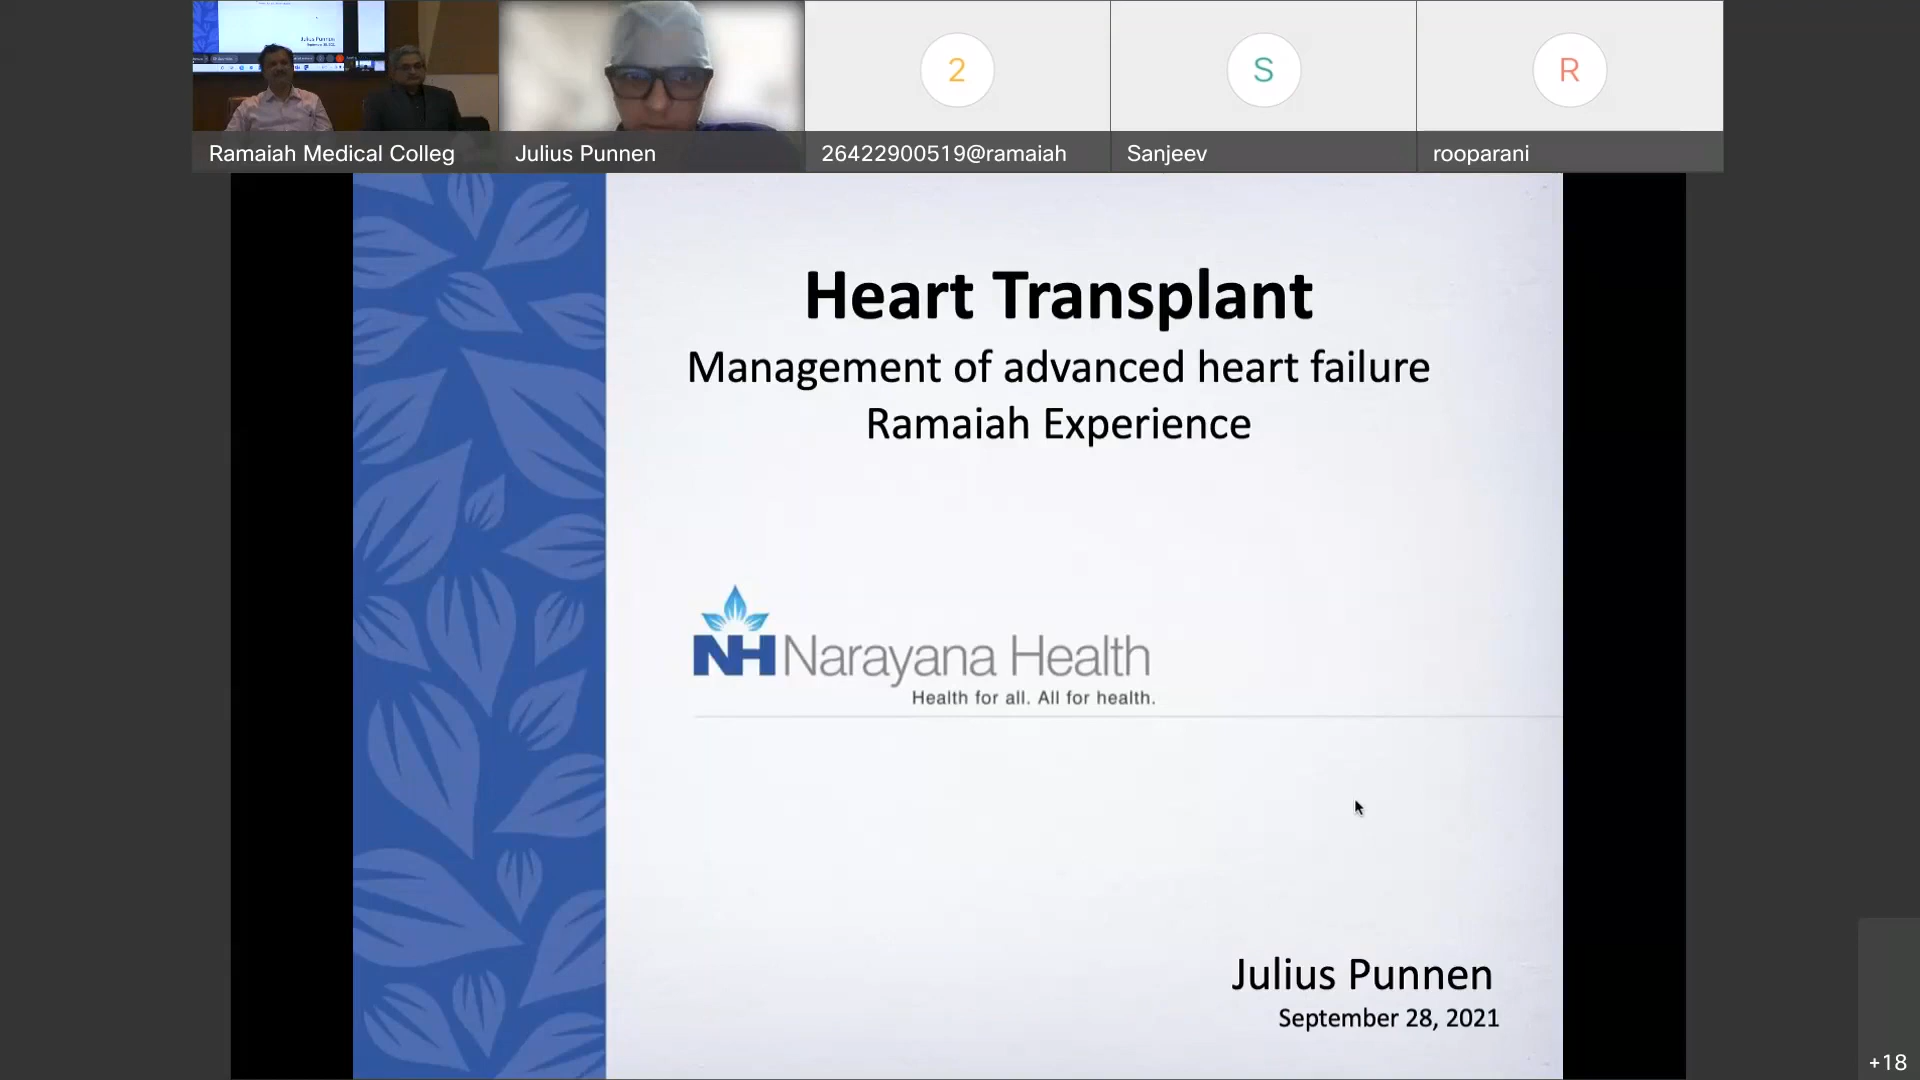 Ramaiah Medical Colleg
Julius Punnen
2
26422900519@ramaiah
S
Sanjeev
R
rooparani
Heart Transplant
Management of advanced heart failure
Ramaiah Experience
NH Narayana Health
Health for all. All for health.
Julius Punnen
September 28, 2021
+18